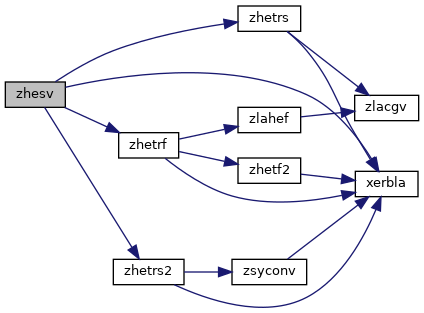 zhetrs
zhesv
zlacgv
zlahef
zhetrf
zhetf2
xerbla
zhetrs2
zsyconv